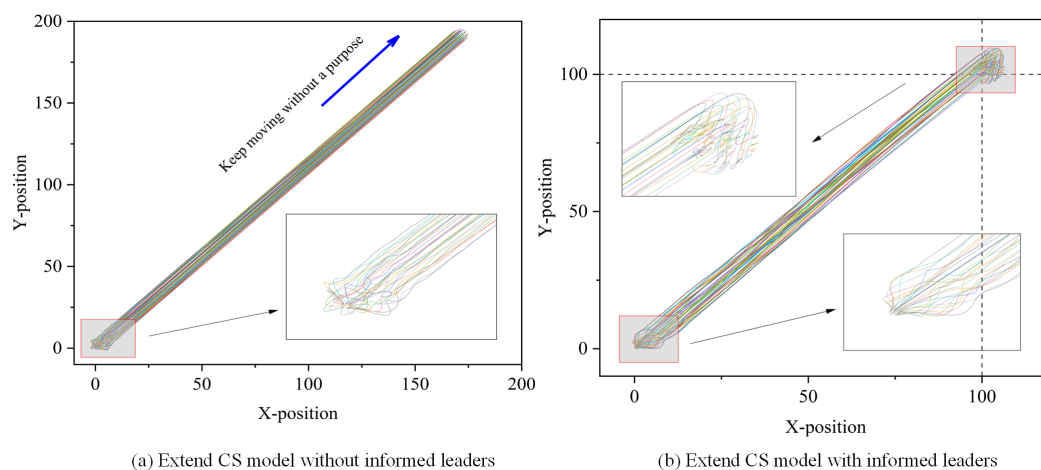 200
150
100
50
0
Y-position
Keep moving without a purpose
0
50
100
150
200
X-position
(a) Extend CS model without informed leaders
100
50
0
Y-position
0
50
100
X-position
(b) Extend CS model with informed leaders